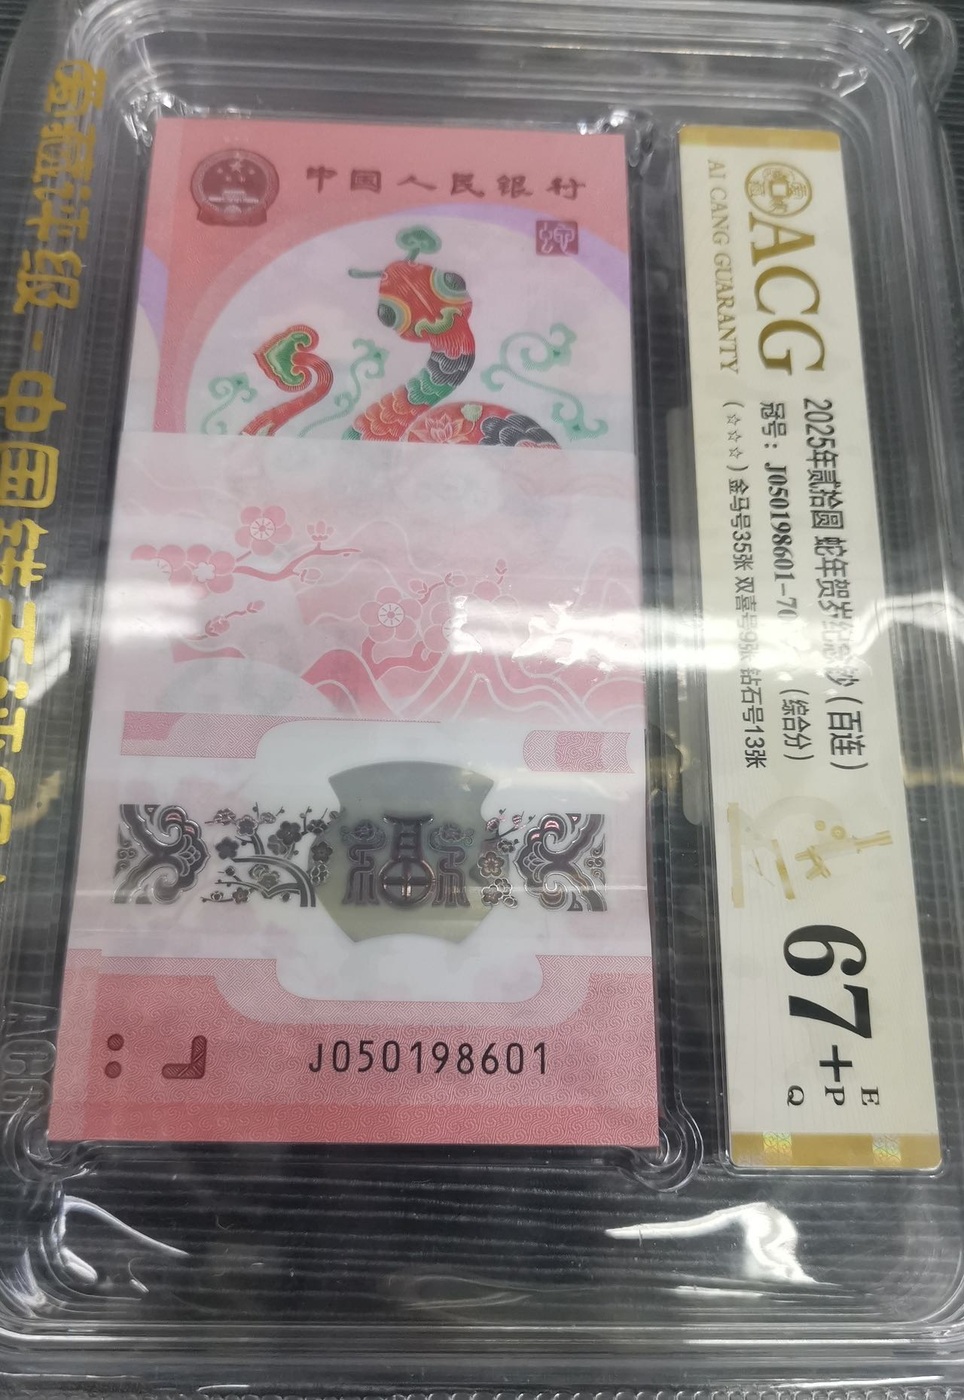 中国人民银行
J050198601
ACG
AI CANG GUARANTY
2025年贰拾圆 蛇年贺岁纪念钞（百连）
冠号：J050198601-70 （综合分）
（☆☆☆）金马号35张 双喜号9张 钻石号13张
67+
E
P
Q
爱藏评级 - 中国
ACG